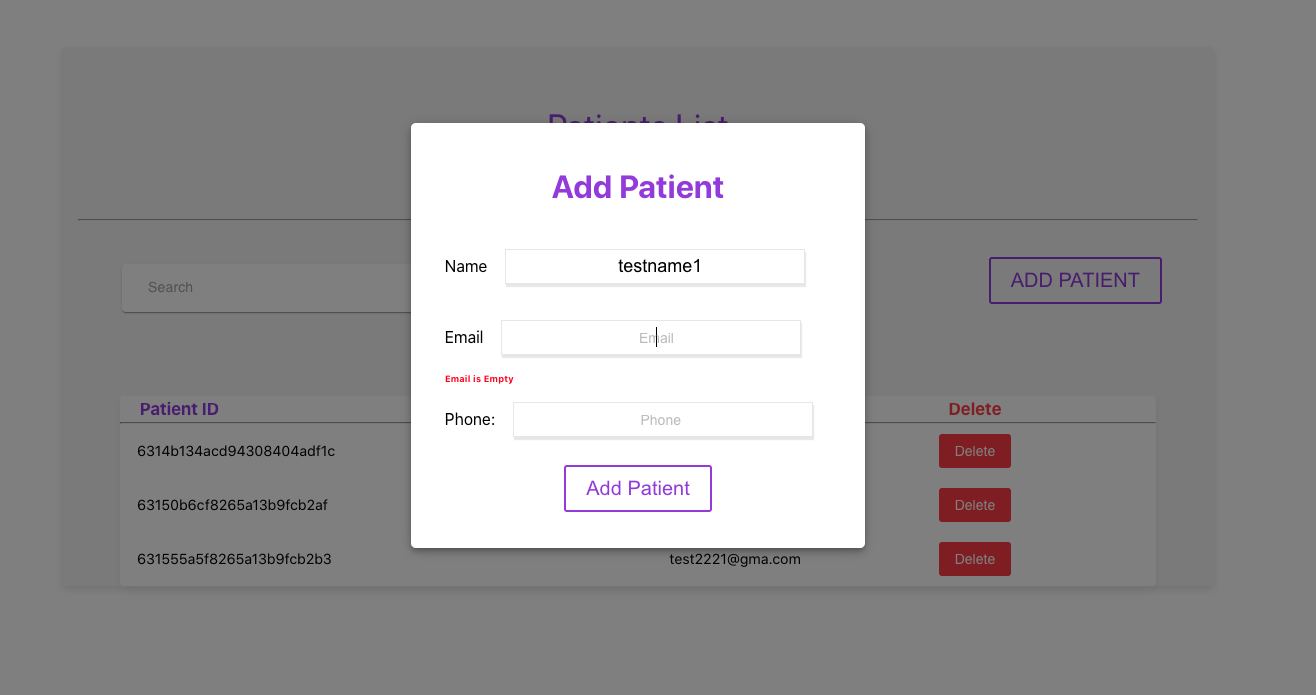 Patients List
Add Patient
Name testname1
Search
ADD PATIENT
Email Email
Email is Empty
Patient ID Delete
Phone: Phone
6314b134acd94308404adf1c Delete
Add Patient
63150b6cf8265a13b9fcb2af Delete
631555a5f8265a13b9fcb2b3 test2221@gma.com Delete